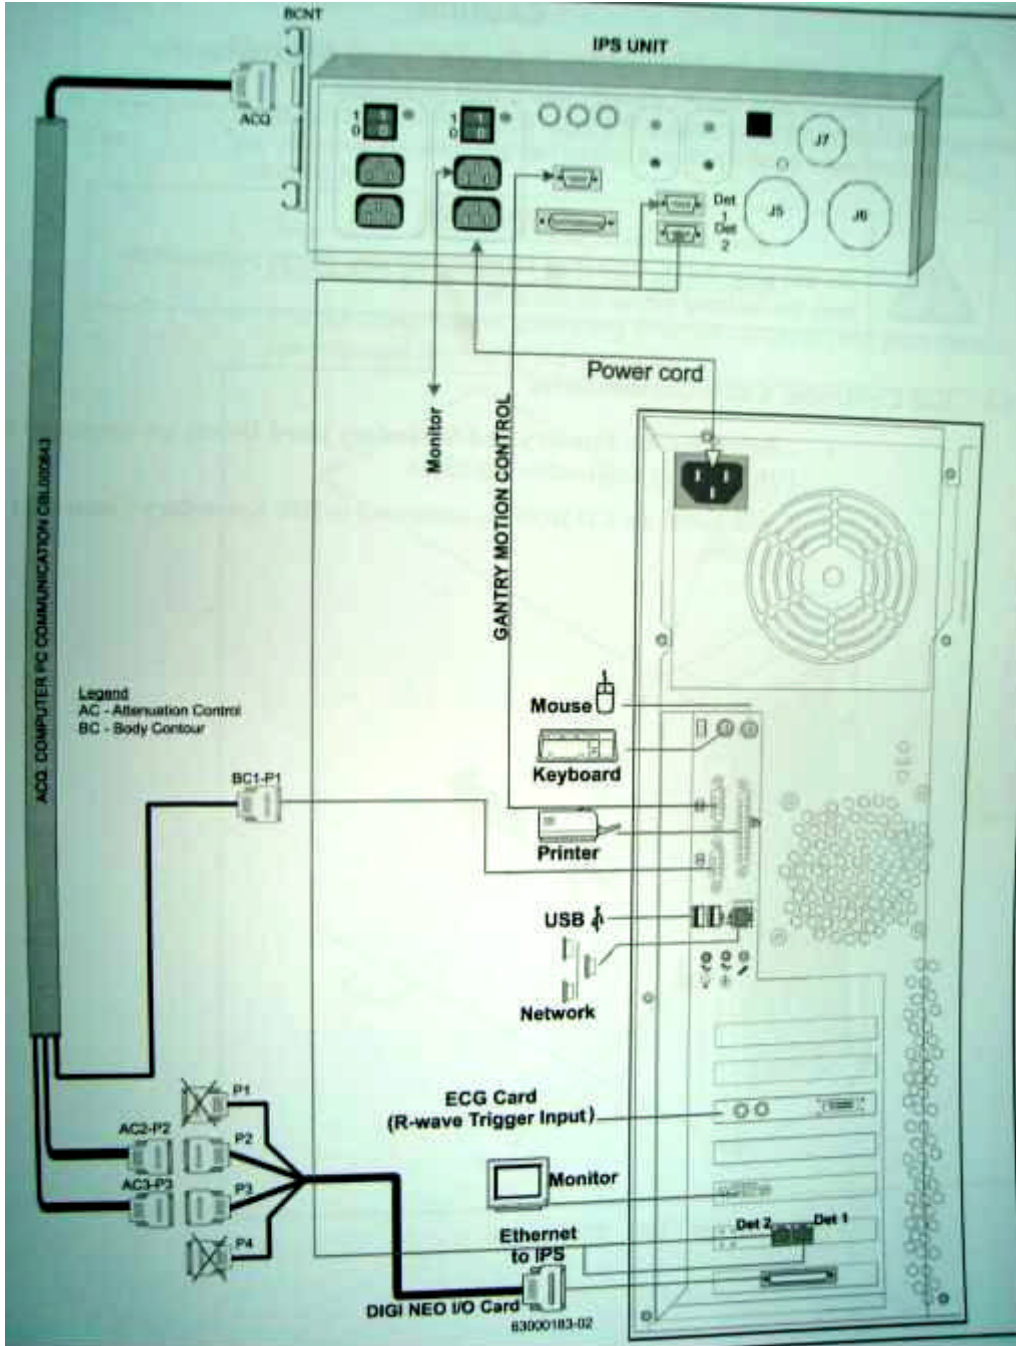 BCNT
IPS UNIT
ACQ
1
0
1
0
J7
Det
1
J5
J6
Det
2
Power cord
Monitor
GANTRY MOTION CONTROL
ACQ. COMPUTER PC COMMUNICATION CBL000643
Legend
AC - Attenuation Control
BC - Body Contour
Mouse
Keyboard
BC1-P1
Printer
USB
Network
P1
ECG Card
(R-wave Trigger Input)
AC2-P2
P2
AC3-P3
P3
Monitor
P4
Det 2
Det 1
Ethernet
to IPS
DIGI NEO I/O Card
63000183-02